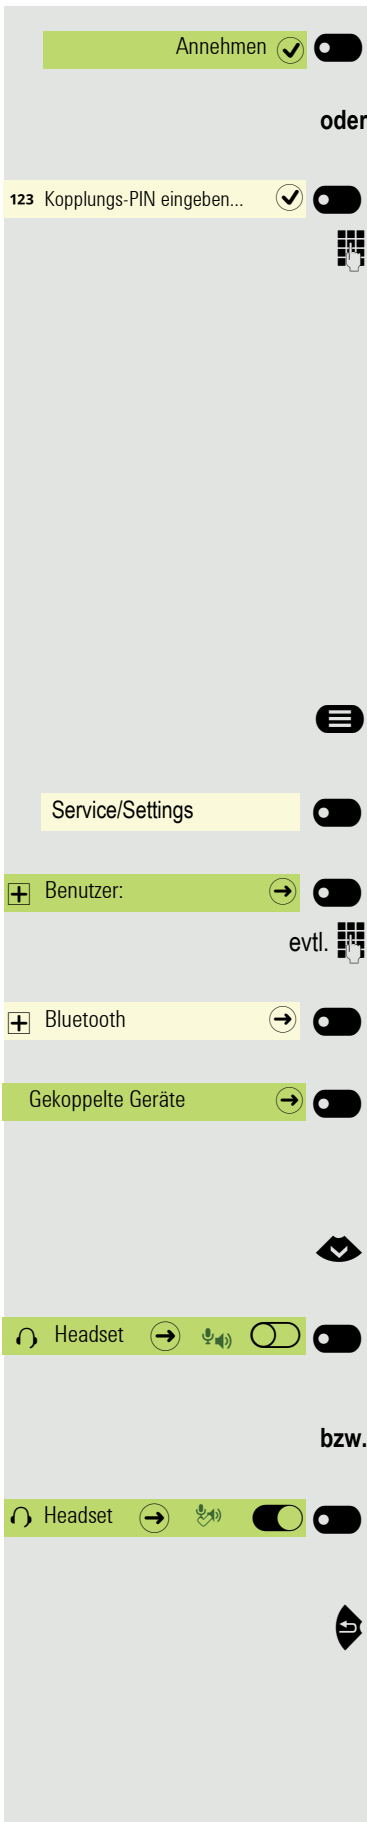 Annehmen
oder
123 Kopplungs-PIN eingeben...
Service/Settings
Benutzer:
evtl.
Bluetooth
Gekoppelte Geräte
Headset
bzw.
Headset